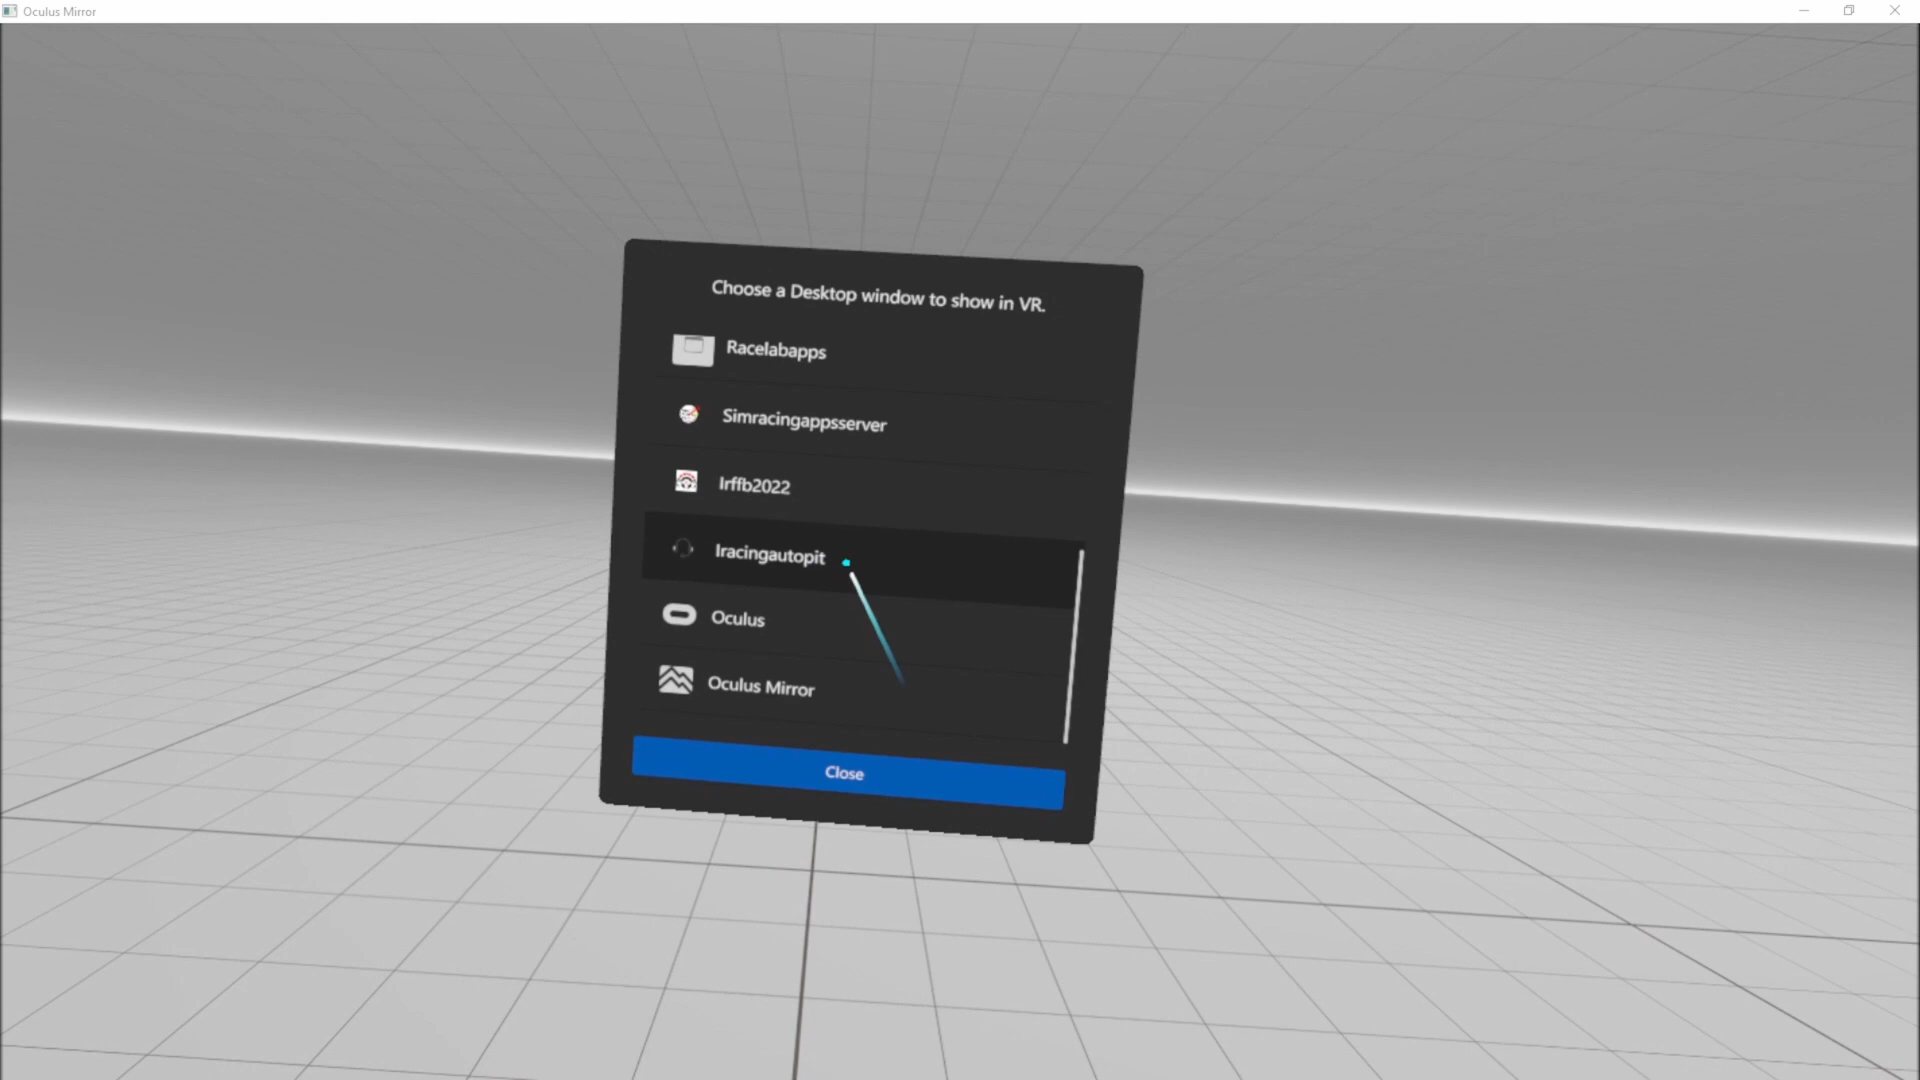 Oculus Mirror
Choose a Desktop window to show in VR.
Racelabapps
Simracingappsserver
Irffb2022
Iracingautopit
Oculus
Oculus Mirror
Close